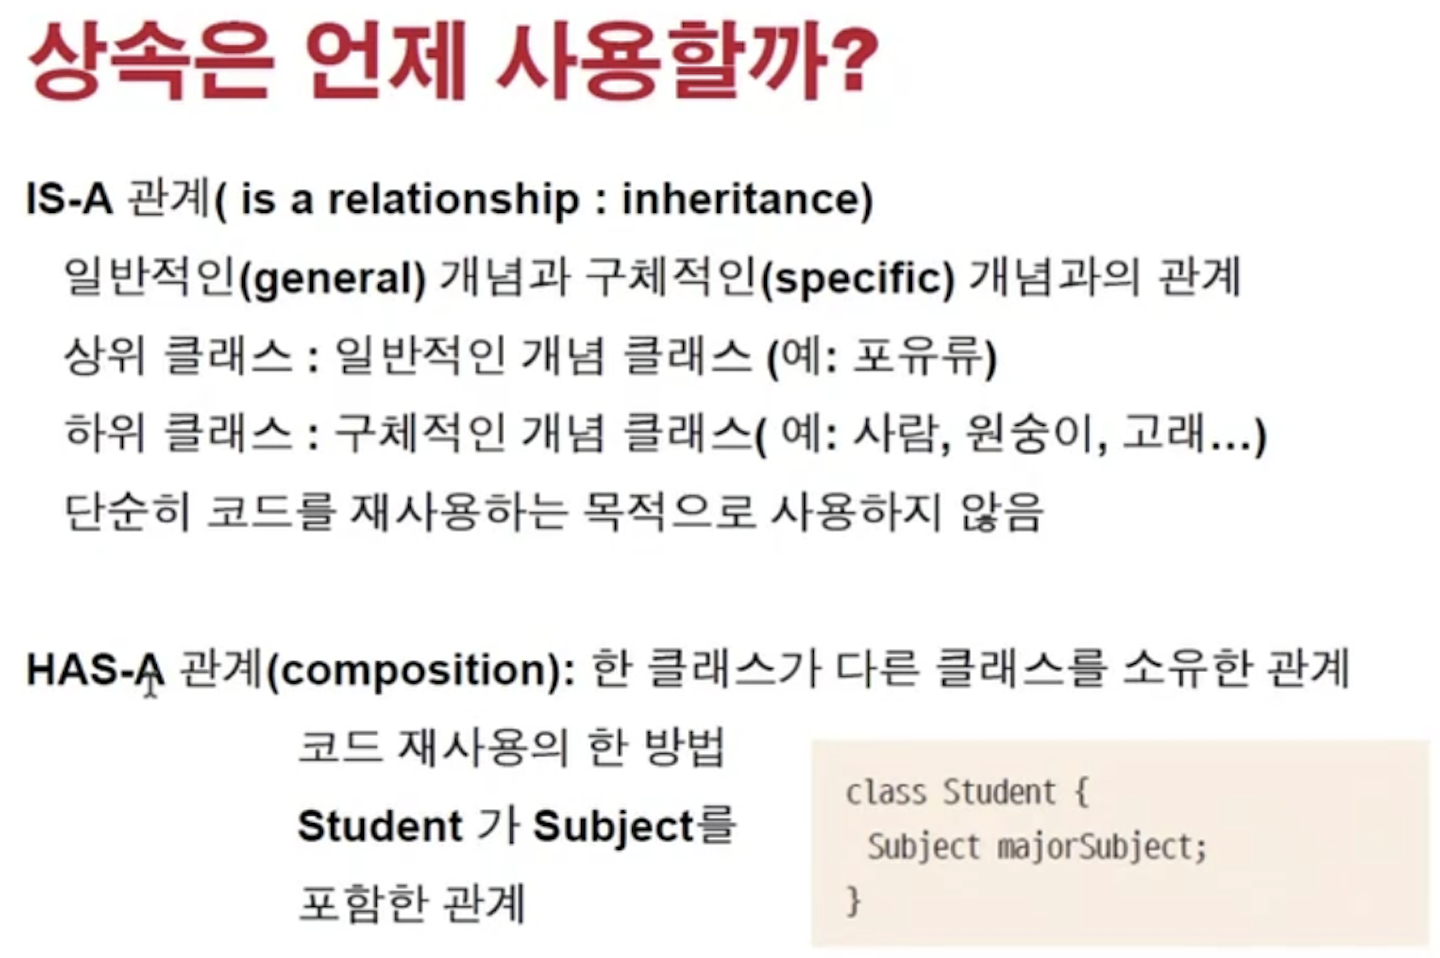 상속은 언제 사용할까?
IS-A 관계( is a relationship : inheritance)
일반적인(general) 개념과 구체적인(specific) 개념과의 관계
상위 클래스 : 일반적인 개념 클래스 (예: 포유류)
하위 클래스 : 구체적인 개념 클래스( 예: 사람, 원숭이, 고래...)
단순히 코드를 재사용하는 목적으로 사용하지 않음
HAS-A 관계(composition): 한 클래스가 다른 클래스를 소유한 관계
코드 재사용의 한 방법
Student 가 Subject를
포함한 관계
class Student {
Subject majorSubject;
}